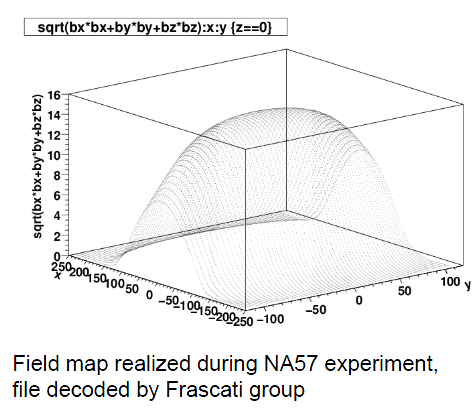 sqrt(bx*bx+by*by+bz*bz):x:y {z==0}
sqrt(bx*bx+by*by+bz*bz)
16
14
12
10
8
6
4
2
0
250 200 150 100 50 0 -50 -100 -150 -200 -250
x
-100 -50 0 50 100
y
Field map realized during NA57 experiment,
file decoded by Frascati group